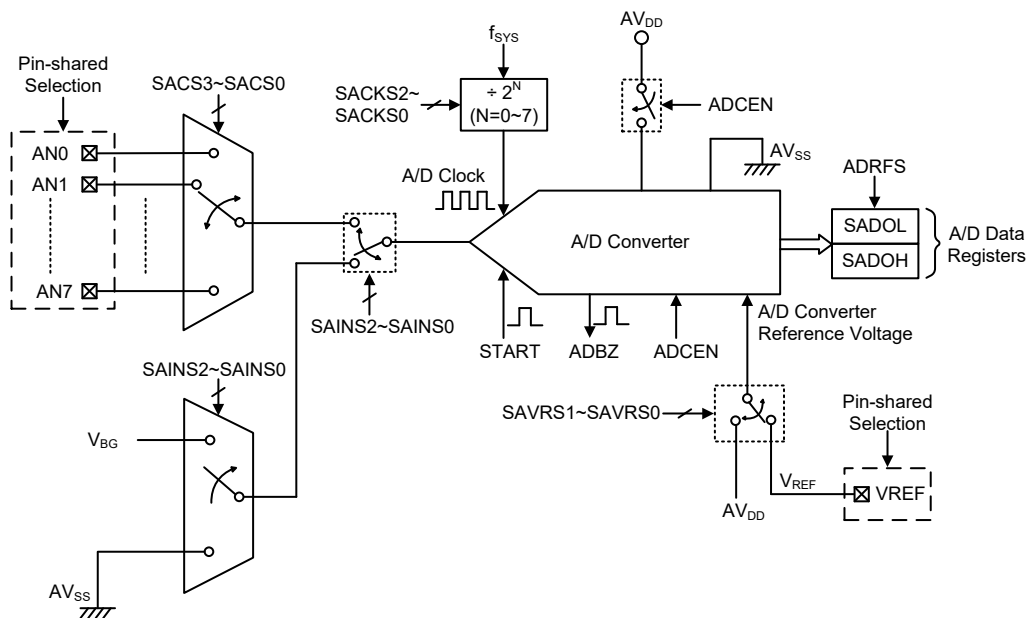 Pin-shared
Selection
AN0
AN1
AN7
SACS3~SACS0
SAINS2~SAINS0
SAINS2~SAINS0
V_BG
AV_SS
f_SYS
SACKS2~
SACKS0
÷ 2^N
(N=0~7)
A/D Clock
AV_DD
ADCEN
AV_SS
A/D Converter
START
ADBZ
ADCEN
A/D Converter
Reference Voltage
ADRFS
SADOL
SADOH
A/D Data
Registers
SAVRS1~SAVRS0
AV_DD
V_REF
Pin-shared
Selection
VREF